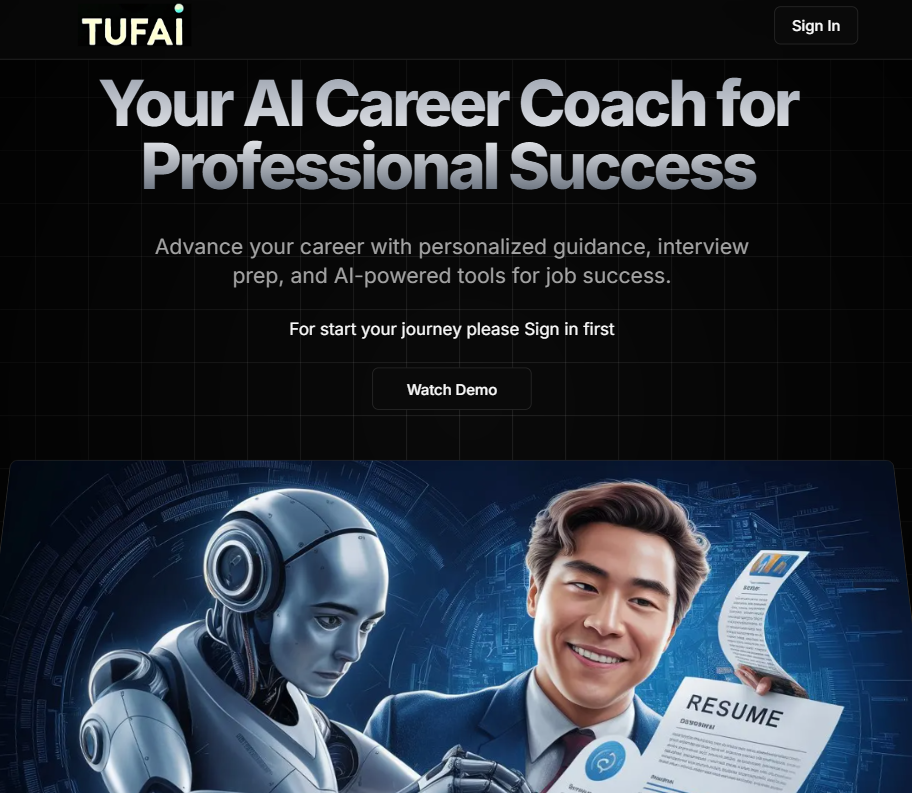 TUFAi
Sign In
Your AI Career Coach for
Professional Success
Advance your career with personalized guidance, interview
prep, and AI-powered tools for job success.
For start your journey please Sign in first
Watch Demo
RESUME